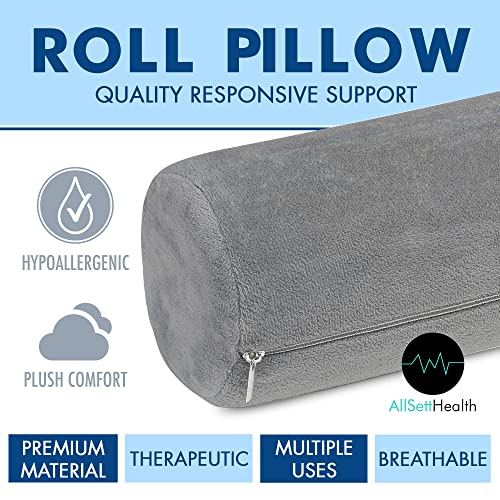 ROLL PILLOW
QUALITY RESPONSIVE SUPPORT
HYPOALLERGENIC
PLUSH COMFORT
AllSettHealth
PREMIUM
MATERIAL
THERAPEUTIC
MULTIPLE
USES
BREATHABLE